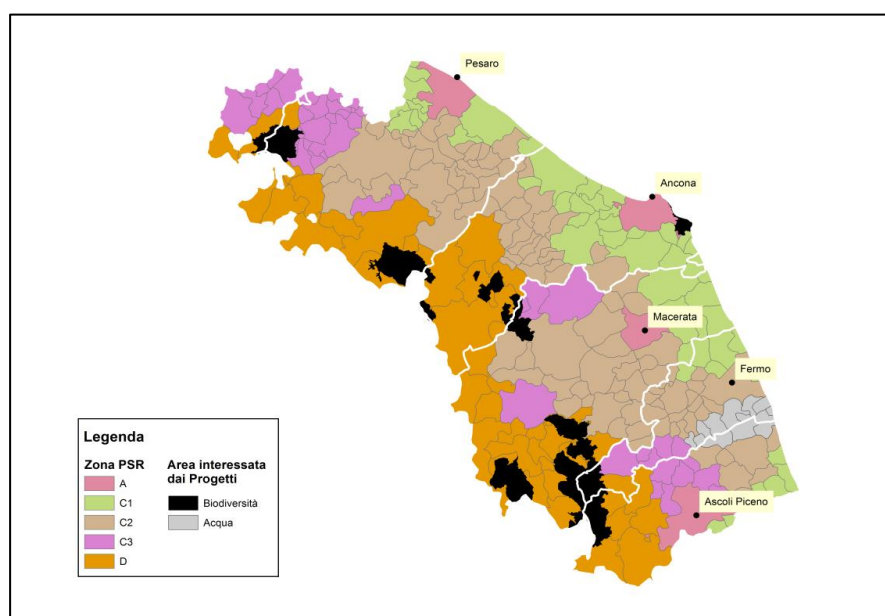 Pesaro
Ancona
Macerata
Fermo
Ascoli Piceno
Legenda
Zona PSR
A
C1
C2
C3
D
Area interessata
dai Progetti
Biodiversità
Acqua